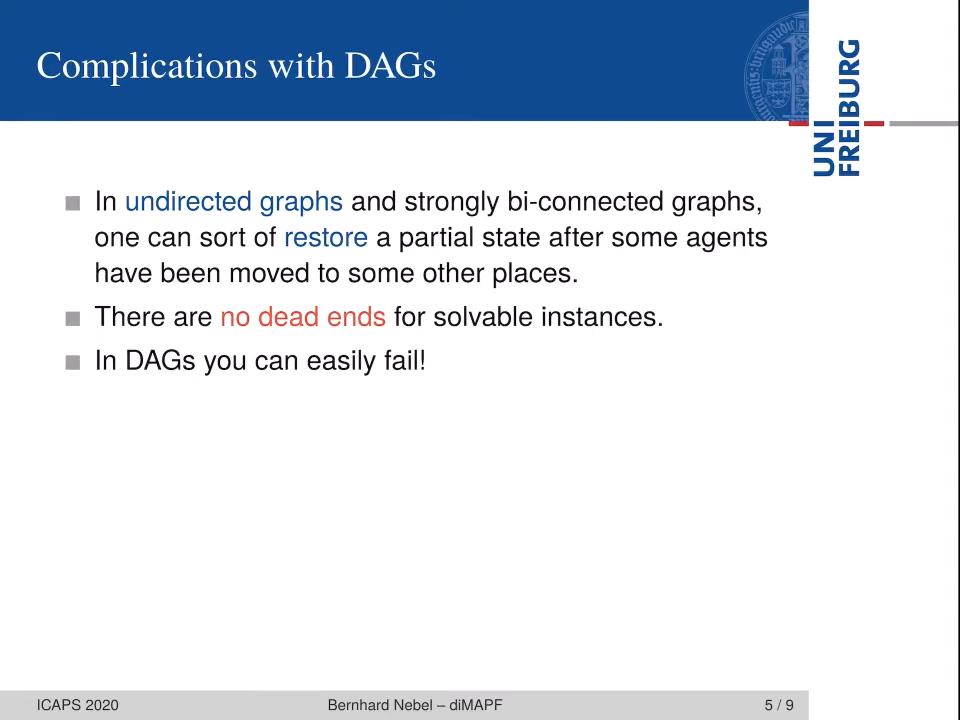 Complications with DAGs
UNI
FREIBURG
In undirected graphs and strongly bi-connected graphs,
one can sort of restore a partial state after some agents
have been moved to some other places.
There are no dead ends for solvable instances.
In DAGs you can easily fail!
ICAPS 2020
Bernhard Nebel – diMAPF
5 / 9